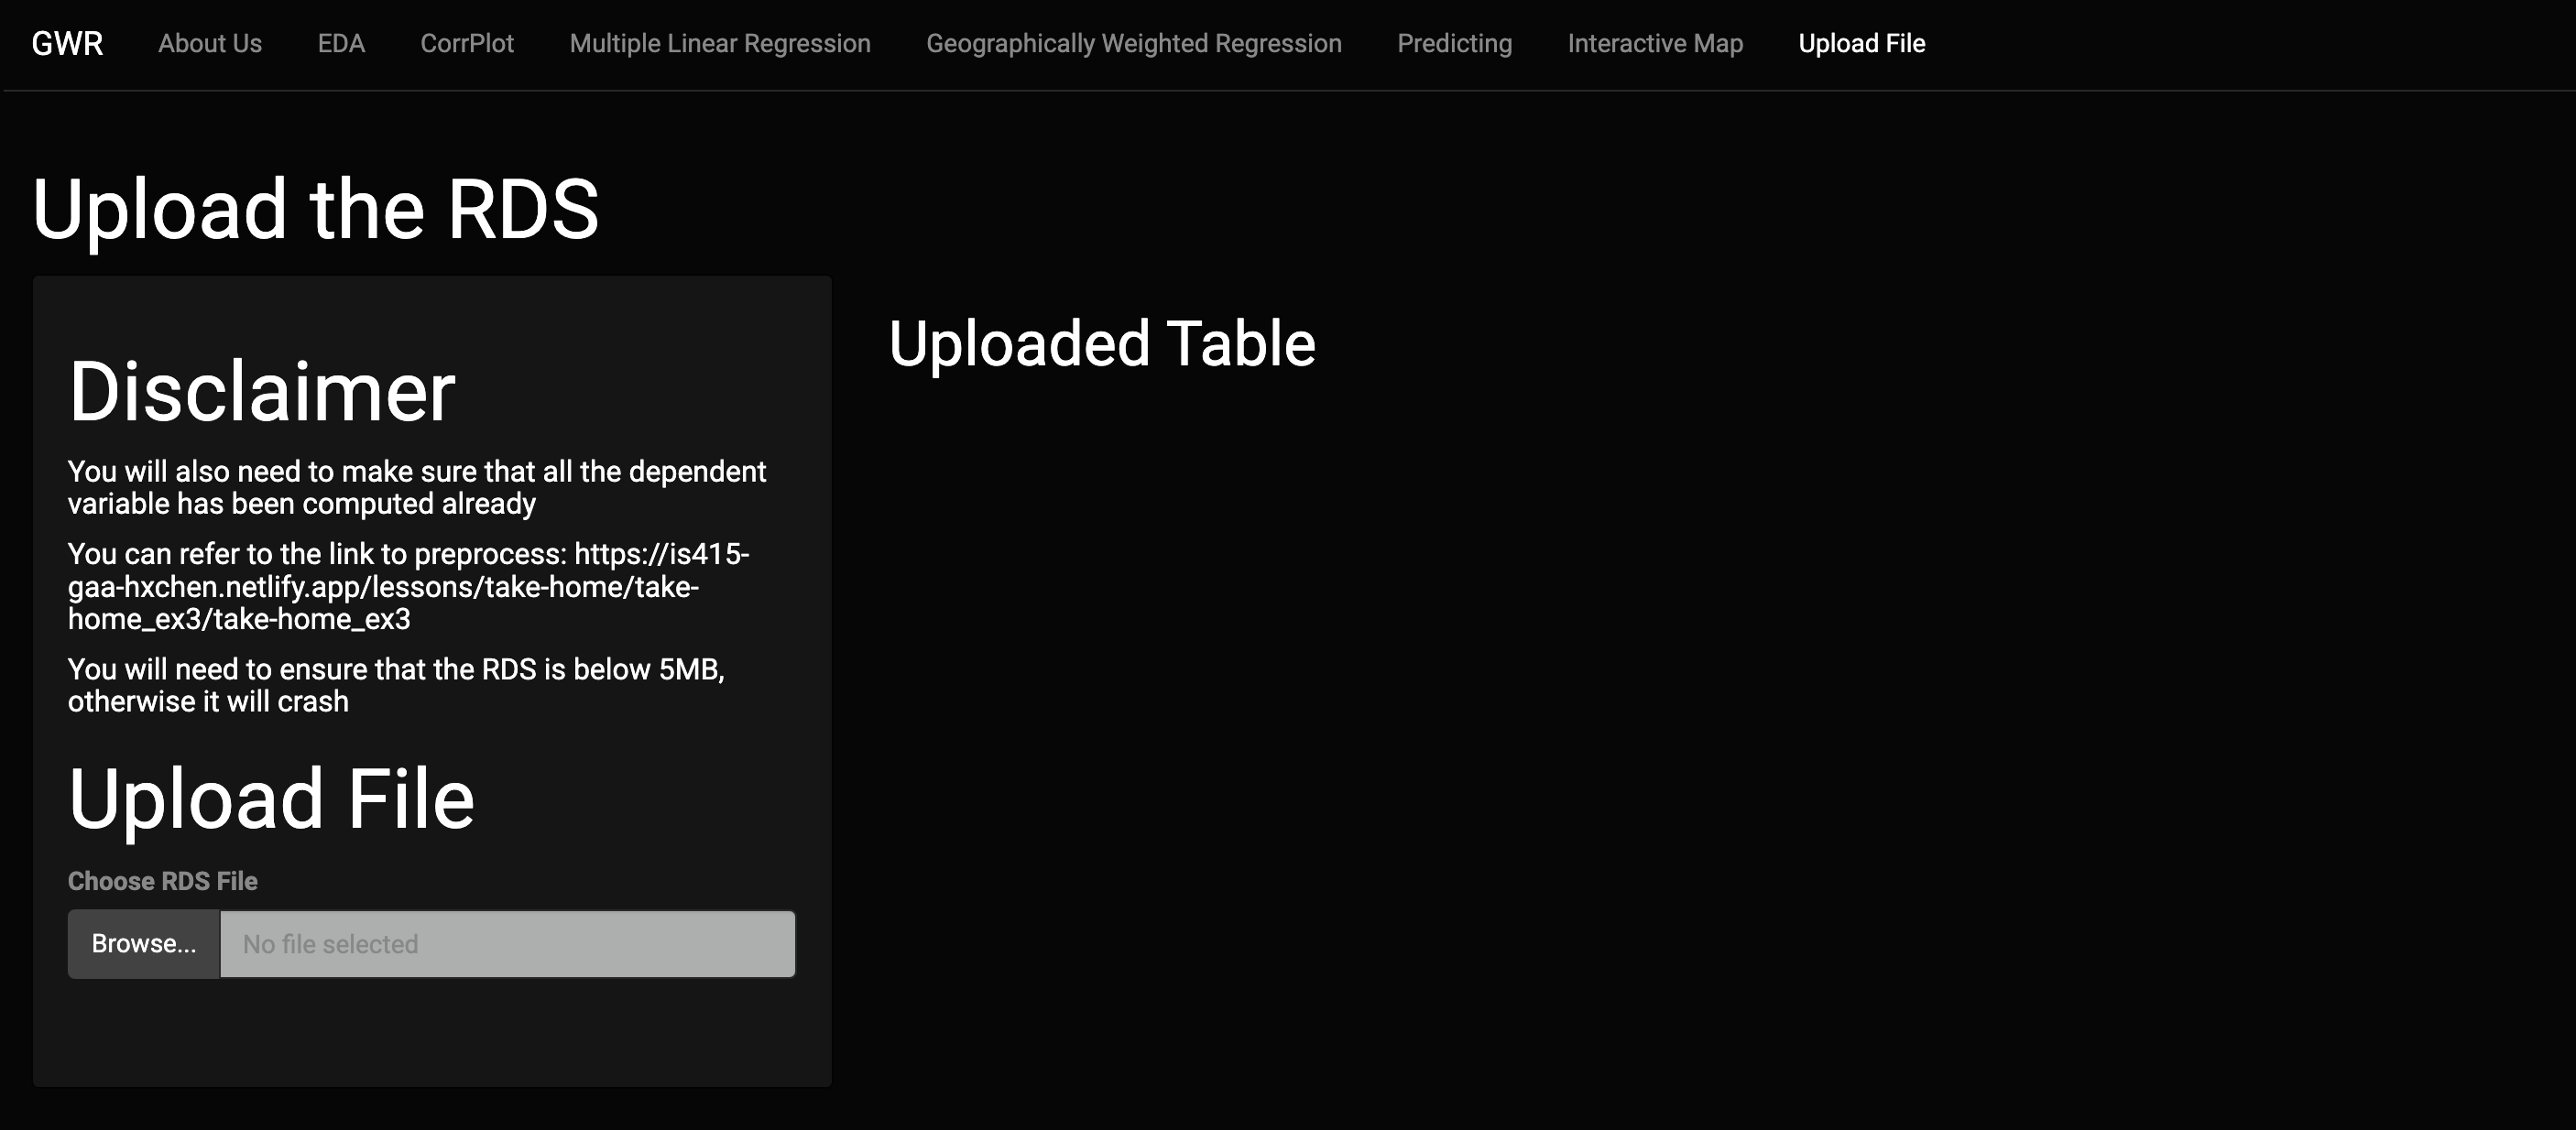 GWR About Us EDA CorrPlot Multiple Linear Regression Geographically Weighted Regression Predicting Interactive Map Upload File
Upload the RDS
Disclaimer
You will also need to make sure that all the dependent
variable has been computed already
You can refer to the link to preprocess: https://is415-
gaa-hxchen.netlify.app/lessons/take-home/take-
home_ex3/take-home_ex3
You will need to ensure that the RDS is below 5MB,
otherwise it will crash
Upload File
Choose RDS File
Browse... No file selected
Uploaded Table